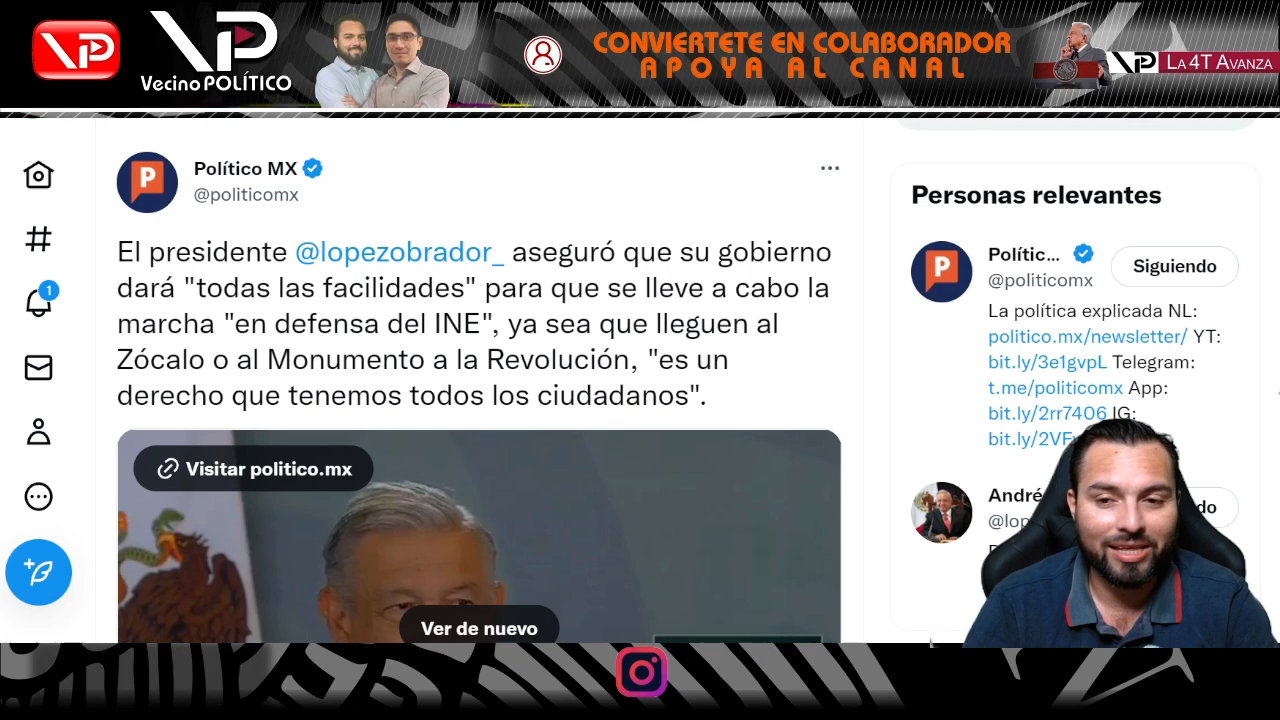 VP
VP
Vecino POLÍTICO
CONVIERTETE EN COLABORADOR
APOYA AL CANAL
VP LA 4T AVANZA
Político MX
@politicomx
El presidente @lopezobrador_ aseguró que su gobierno
dará "todas las facilidades" para que se lleve a cabo la
marcha "en defensa del INE", ya sea que lleguen al
Zócalo o al Monumento a la Revolución, "es un
derecho que tenemos todos los ciudadanos".
Visitar politico.mx
Ver de nuevo
1
Personas relevantes
Polític...
@politicomx
Siguiendo
La política explicada NL:
politico.mx/newsletter/ YT:
bit.ly/3e1gvpL Telegram:
t.me/politicomx App:
bit.ly/2rr7406 IG:
bit.ly/2VF
André
@lop
do